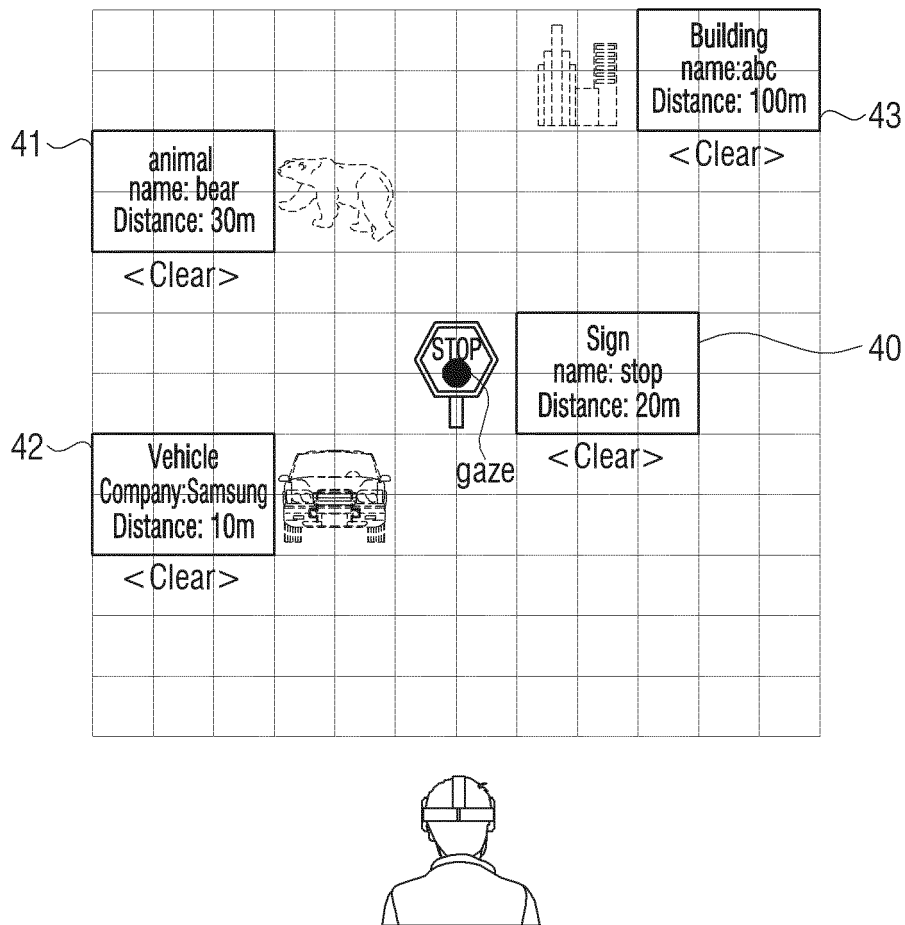 Building
name:abc
Distance: 100m
43
<Clear>
41
animal
name: bear
Distance: 30m
<Clear>
STOP
gaze
Sign
name: stop
Distance: 20m
40
<Clear>
42
Vehicle
Company:Samsung
Distance: 10m
<Clear>